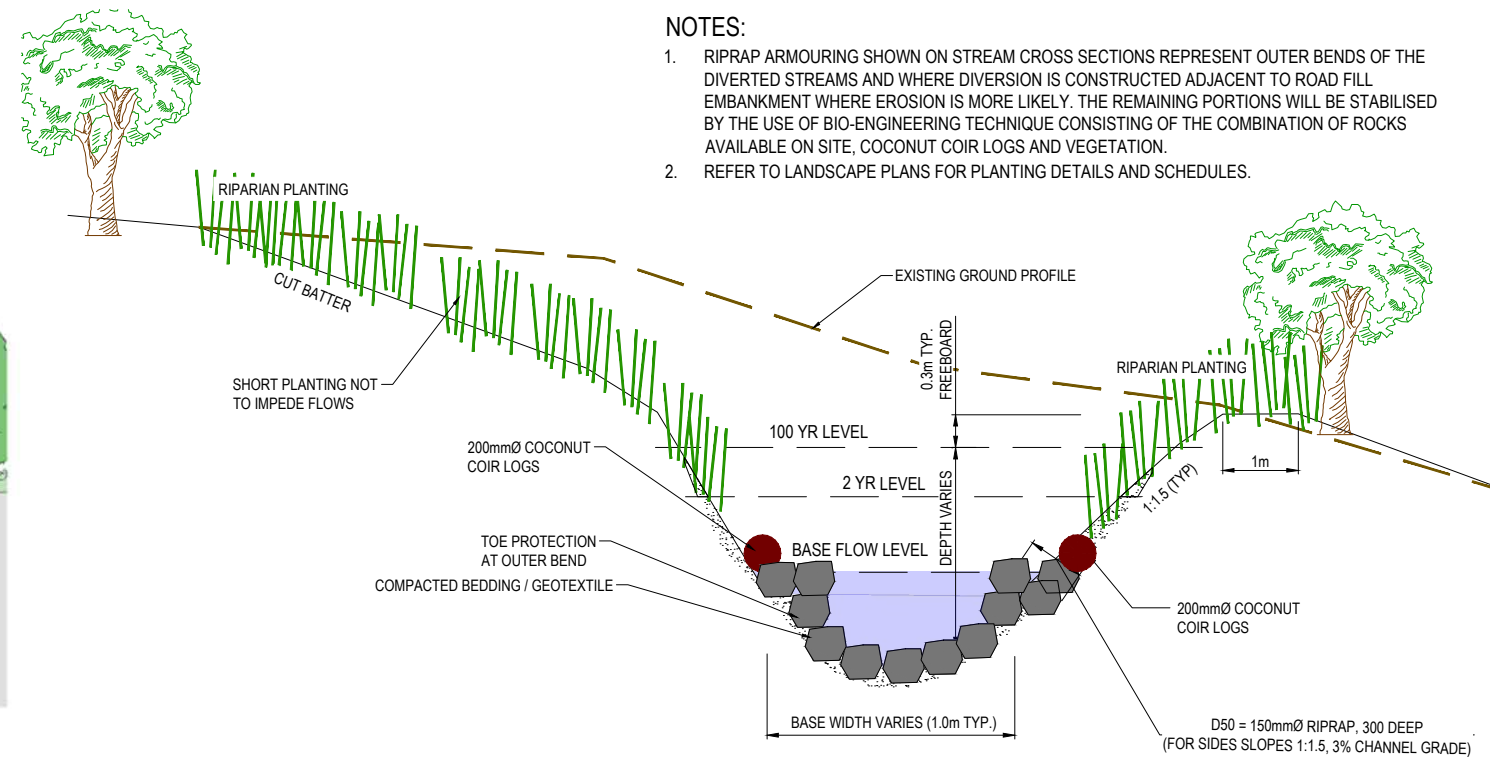 NOTES:
1. RIPRAP ARMOURING SHOWN ON STREAM CROSS SECTIONS REPRESENT OUTER BENDS OF THE
DIVERTED STREAMS AND WHERE DIVERSION IS CONSTRUCTED ADJACENT TO ROAD FILL
EMBANKMENT WHERE EROSION IS MORE LIKELY. THE REMAINING PORTIONS WILL BE STABILISED
BY THE USE OF BIO-ENGINEERING TECHNIQUE CONSISTING OF THE COMBINATION OF ROCKS
AVAILABLE ON SITE, COCONUT COIR LOGS AND VEGETATION.
2. REFER TO LANDSCAPE PLANS FOR PLANTING DETAILS AND SCHEDULES.
RIPARIAN PLANTING
CUT BATTER
EXISTING GROUND PROFILE
0.3m TYP.
FREEBOARD
RIPARIAN PLANTING
SHORT PLANTING NOT
TO IMPEDE FLOWS
100 YR LEVEL
200mmØ COCONUT
COIR LOGS
1m
2 YR LEVEL
1:1.5 (TYP)
DEPTH VARIES
TOE PROTECTION
AT OUTER BEND
BASE FLOW LEVEL
COMPACTED BEDDING / GEOTEXTILE
200mmØ COCONUT
COIR LOGS
BASE WIDTH VARIES (1.0m TYP.)
D50 = 150mmØ RIPRAP, 300 DEEP
(FOR SIDES SLOPES 1:1.5, 3% CHANNEL GRADE)